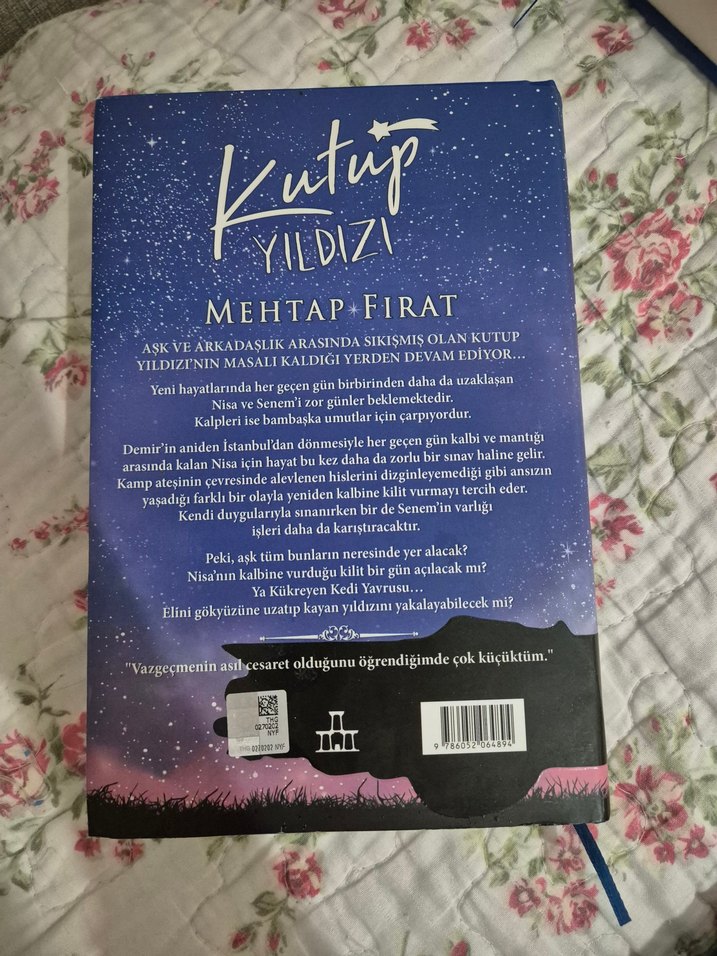 Kutup
YILDIZI
MEHTAP FIRAT
AŞK VE ARKADAŞLIK ARASINDA SIKIŞMIŞ OLAN KUTUP
YILDIZI'NIN MASALI KALDIĞI YERDEN DEVAM EDİYOR...
Yeni hayatlarında her geçen gün birbirinden daha da uzaklaşan
Nisa ve Senem'i zor günler beklemektedir.
Kalpleri ise bambaşka umutlar için çarpıyordur.
Demir'in aniden İstanbul'dan dönmesiyle her geçen gün kalbi ve mantığı
arasında kalan Nisa için hayat bu kez daha da zorlu bir sınav haline gelir.
Kamp ateşinin çevresinde alevlenen hislerini dizginleyemediği gibi ansızın
yaşadığı farklı bir olayla yeniden kalbine kilit vurmayı tercih eder.
Kendi duygularıyla sınanırken bir de Senem'in varlığı
işleri daha da karıştıracaktır.
Peki, aşk tüm bunların neresinde yer alacak?
Nisa'nın kalbine vurduğu kilit bir gün açılacak mı?
Ya Kükreyen Kedi Yavrusu...
Elini gökyüzüne uzatıp kayan yıldızını yakalayabilecek mi?
"Vazgeçmenin asıl cesaret olduğunu öğrendiğimde çok küçüktüm."
THG
0270202
NYF
THG 0270202 NYF
9 786052 064894